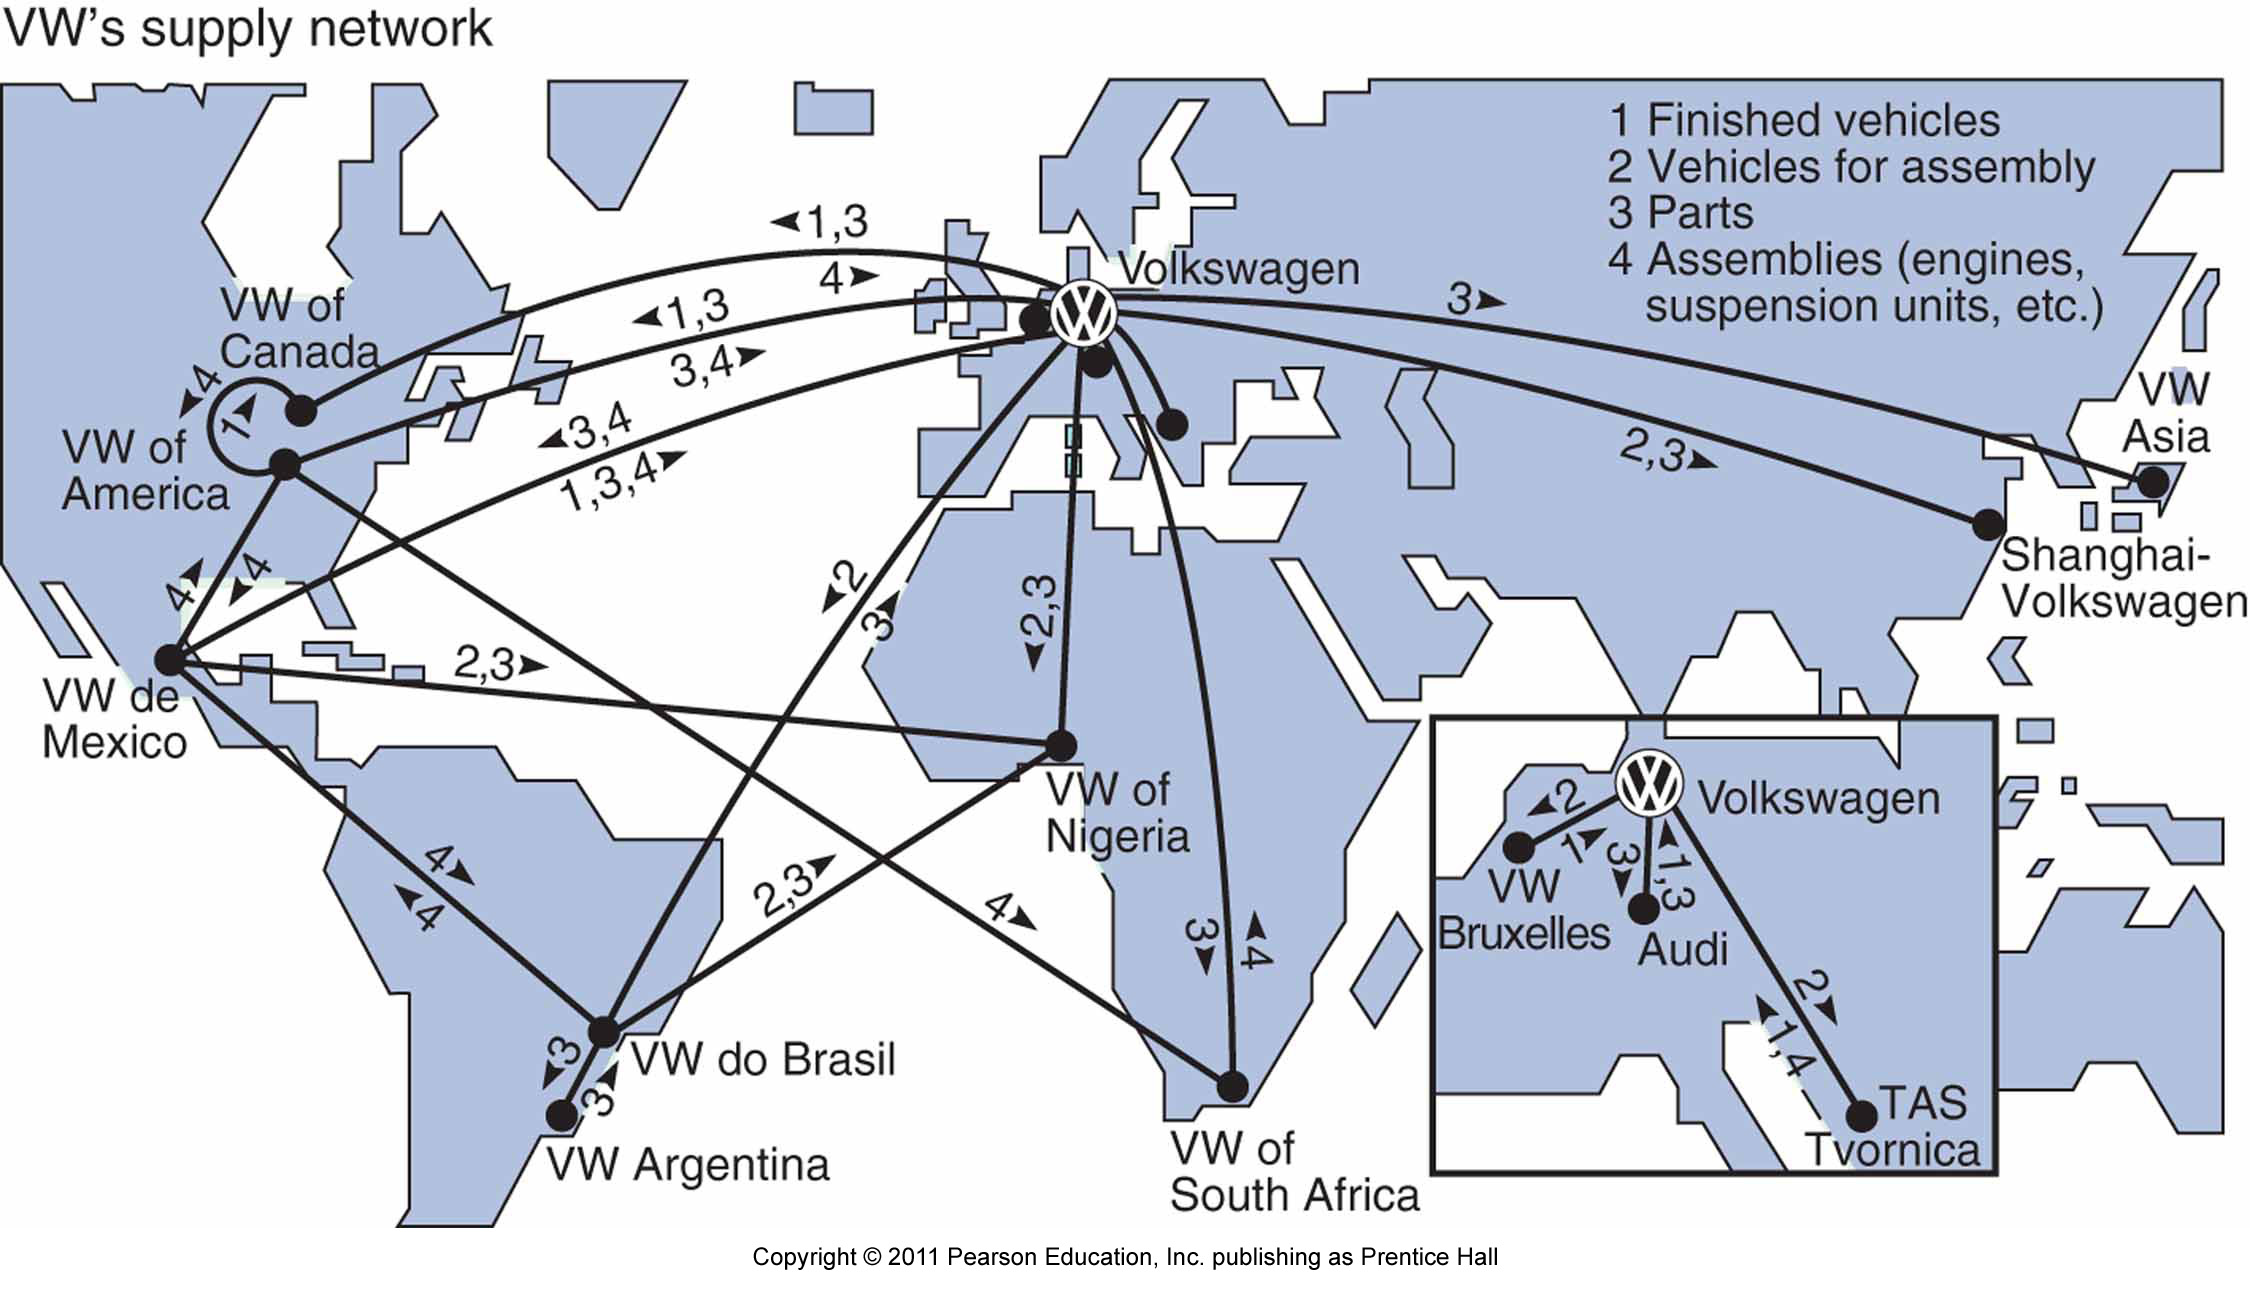 VW's supply network
1 Finished vehicles
2 Vehicles for assembly
3 Parts
4 Assemblies (engines,
suspension units, etc.)
1,3
4
Volkswagen
3
VW of
Canada
1,3
3,4
4
1
VW of
America
3,4
1,3,4
2,3
VW
Asia
Shanghai-
Volkswagen
4
4
2
3
2,3
2,3
VW de
Mexico
VW of
Nigeria
4
4
2,3
4
3
4
VW do Brasil
3
3
VW Argentina
VW of
South Africa
Volkswagen
2
1
3
1,3
VW
Bruxelles
Audi
2
1,4
TAS
Tvornica
Copyright © 2011 Pearson Education, Inc. publishing as Prentice Hall